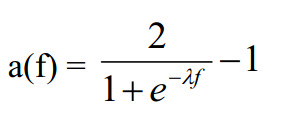 a(f) = 2 / (1+e^{-λf}) −1